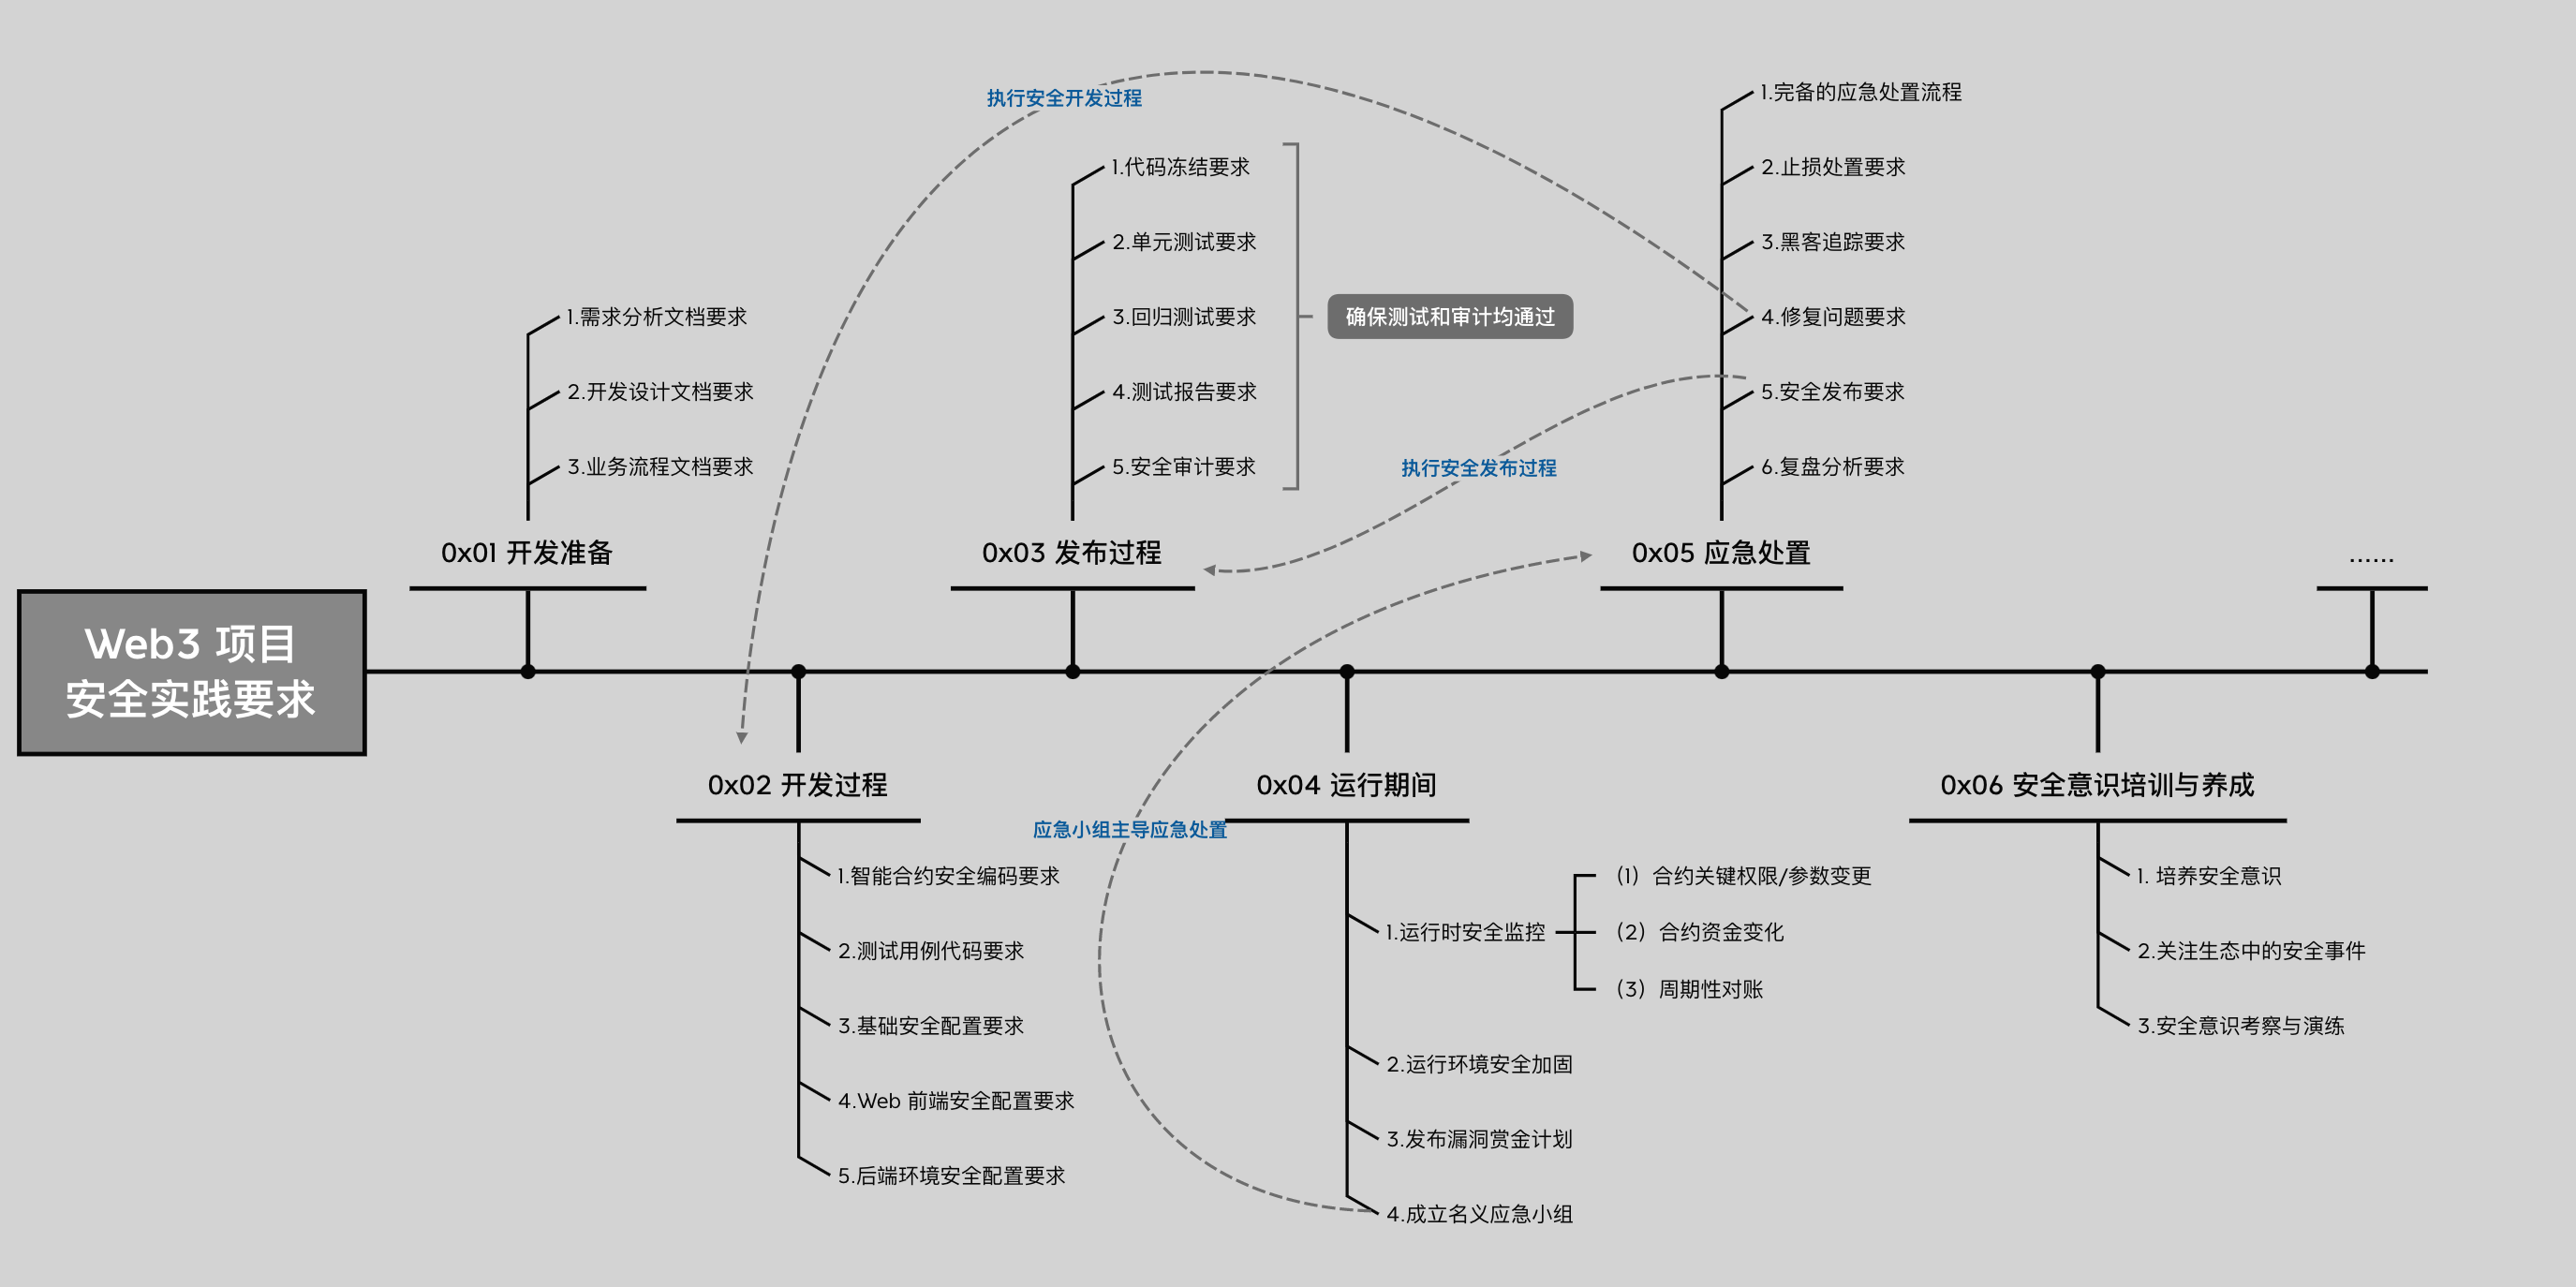 Web3 项目
安全实践要求
0x01 开发准备
1.需求分析文档要求
2.开发设计文档要求
3.业务流程文档要求
0x02 开发过程
1.智能合约安全编码要求
2.测试用例代码要求
3.基础安全配置要求
4.Web 前端安全配置要求
5.后端环境安全配置要求
0x03 发布过程
1.代码冻结要求
2.单元测试要求
3.回归测试要求
4.测试报告要求
5.安全审计要求
确保测试和审计均通过
0x04 运行期间
1.运行时安全监控
（1）合约关键权限/参数变更
（2）合约资金变化
（3）周期性对账
2.运行环境安全加固
3.发布漏洞赏金计划
4.成立名义应急小组
应急小组主导应急处置
0x05 应急处置
1.完备的应急处置流程
2.止损处置要求
3.黑客追踪要求
4.修复问题要求
5.安全发布要求
6.复盘分析要求
执行安全开发过程
执行安全发布过程
0x06 安全意识培训与养成
1. 培养安全意识
2.关注生态中的安全事件
3.安全意识考察与演练
......